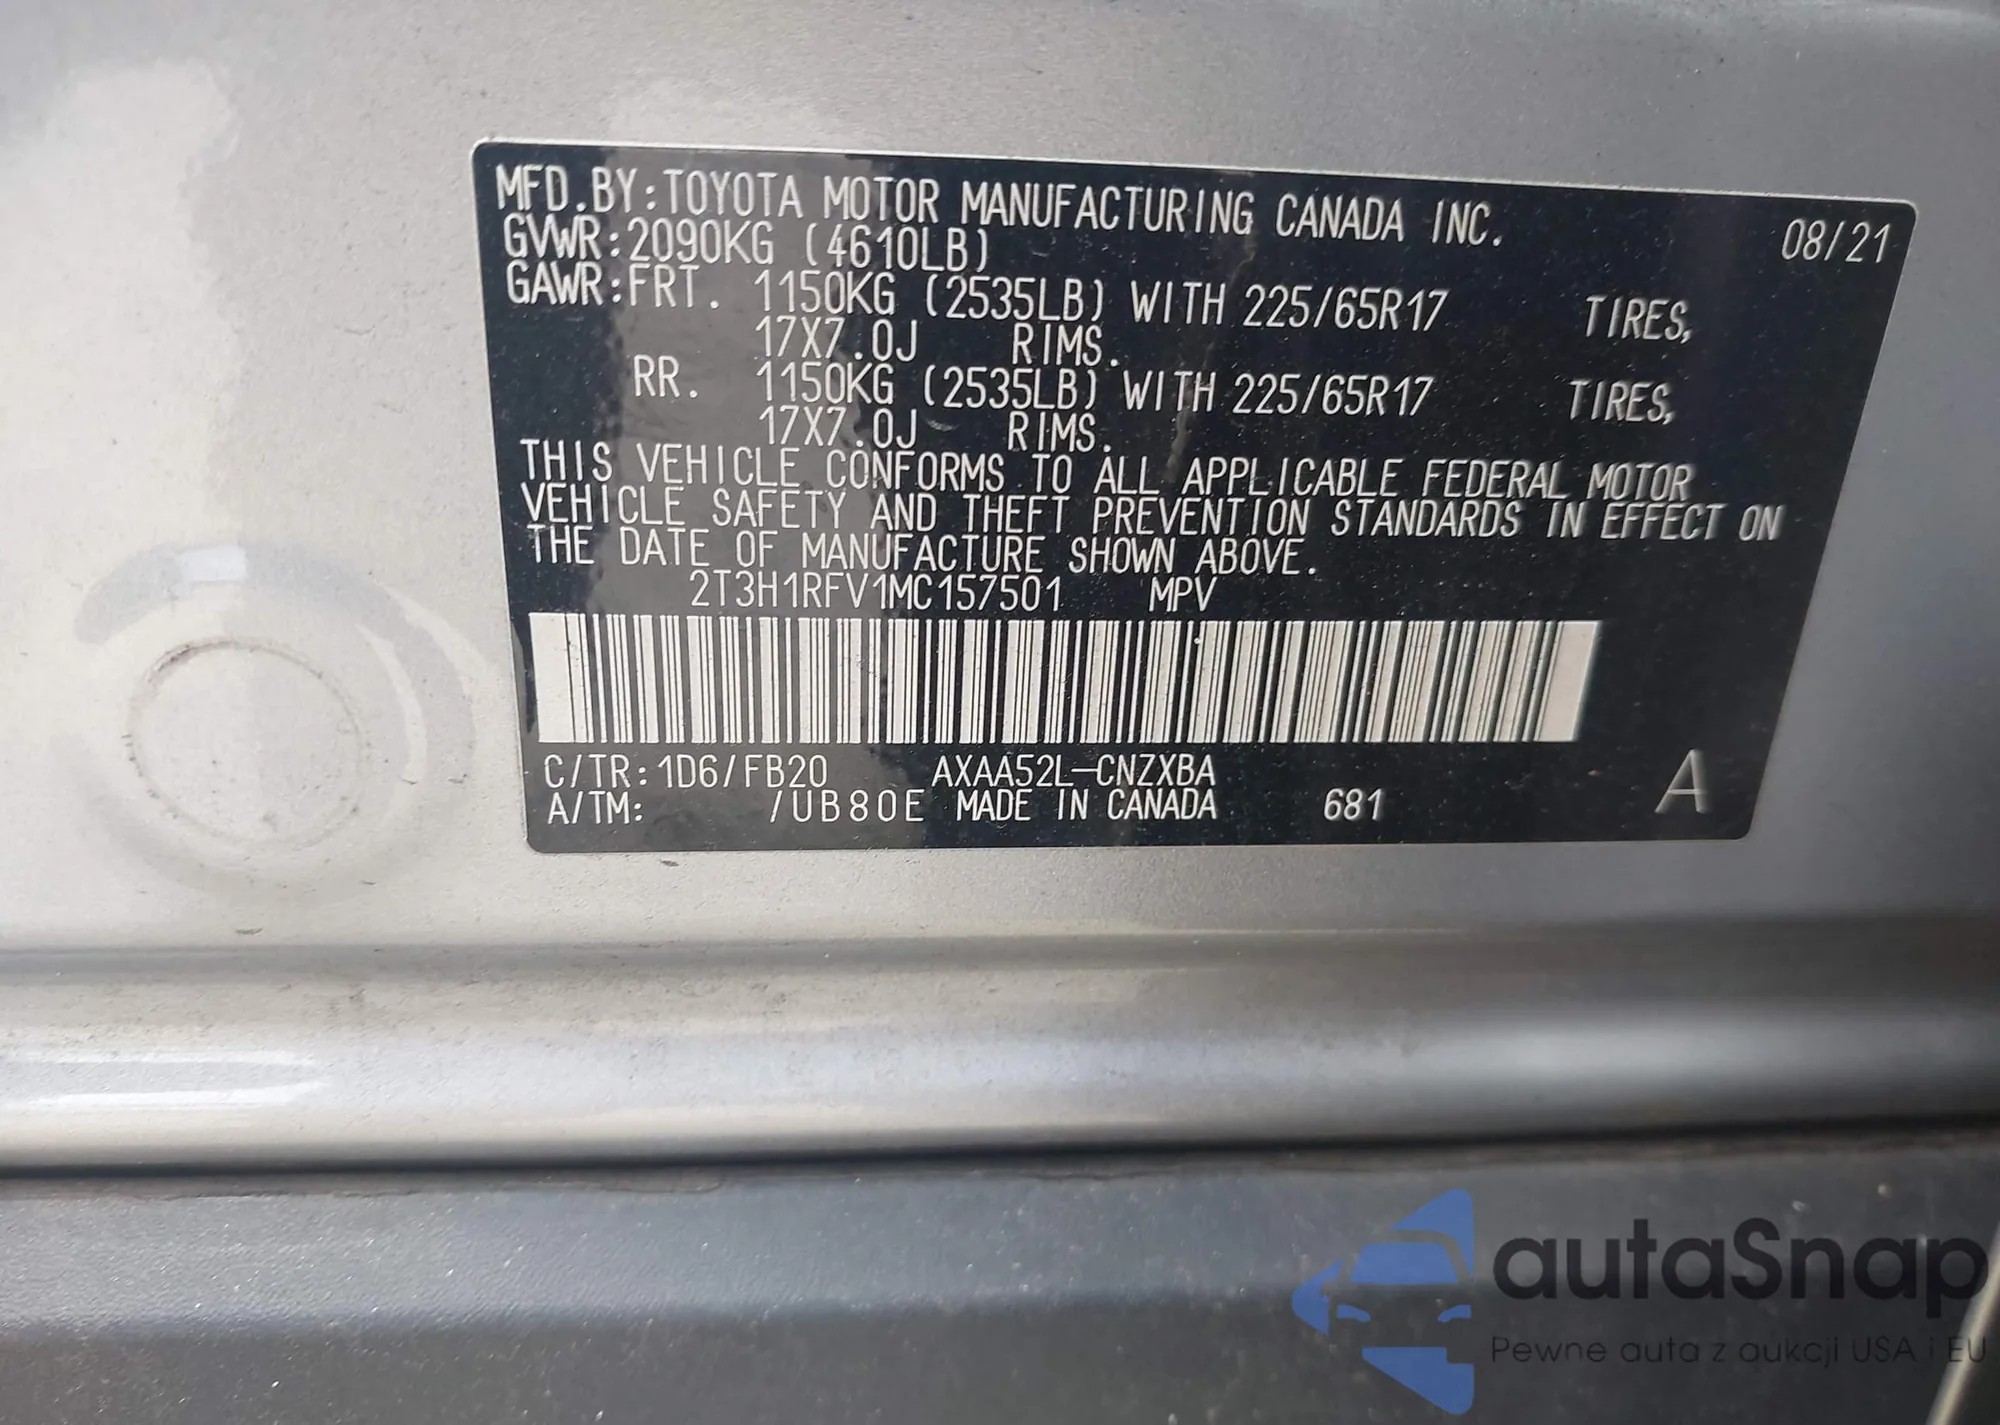 MFD.BY:TOYOTA MOTOR MANUFACTURING CANADA INC. 08/21
GVWR:2090KG (4610LB)
GAWR:FRT. 1150KG (2535LB) WITH 225/65R17 TIRES,
17X7.0J RIMS.
RR. 1150KG (2535LB) WITH 225/65R17 TIRES,
17X7.0J RIMS.
THIS VEHICLE CONFORMS TO ALL APPLICABLE FEDERAL MOTOR
VEHICLE SAFETY AND THEFT PREVENTION STANDARDS IN EFFECT ON
THE DATE OF MANUFACTURE SHOWN ABOVE.
2T3H1RFV1MC157501 MPV
C/TR:1D6/FB20 AXAA52L-CNZXBA
A/TM: /UB80E MADE IN CANADA 681 A
autaSnap
Pewne auta z aukcji USA i EU